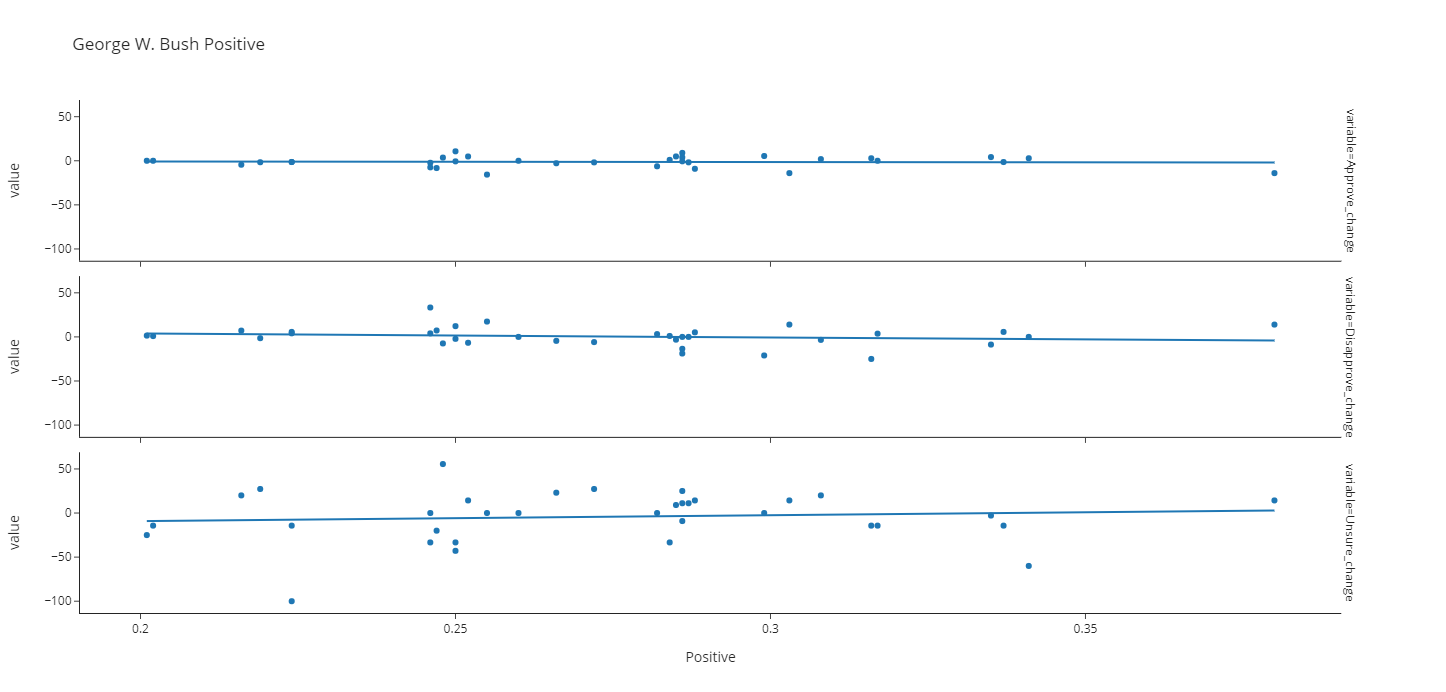 George W. Bush Positive
50
0
−50
−100
value
variable=Approve_change
50
0
−50
−100
value
variable=Disapprove_change
50
0
−50
−100
value
variable=Unsure_change
0.2
0.25
0.3
0.35
Positive